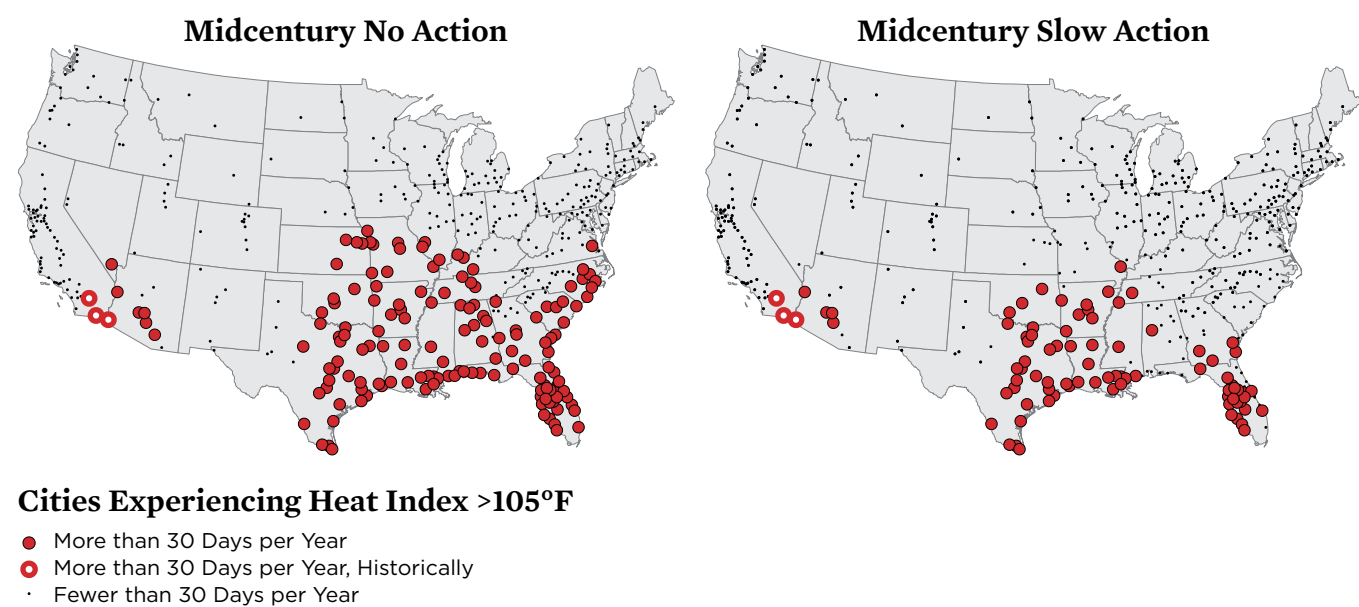 Midcentury No Action
Midcentury Slow Action
Cities Experiencing Heat Index >105ºF
More than 30 Days per Year
More than 30 Days per Year, Historically
Fewer than 30 Days per Year